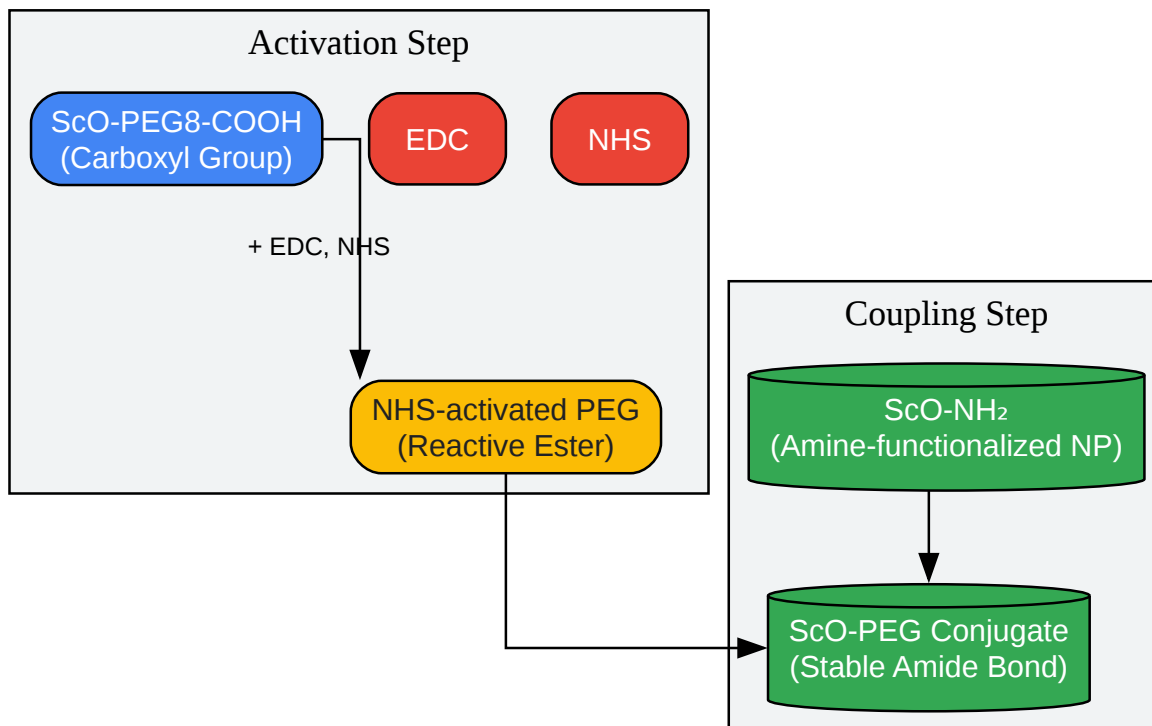 Activation Step
ScO-PEG8-COOH
(Carboxyl Group)
EDC
NHS
+ EDC, NHS
NHS-activated PEG
(Reactive Ester)
Coupling Step
ScO-NH₂
(Amine-functionalized NP)
ScO-PEG Conjugate
(Stable Amide Bond)